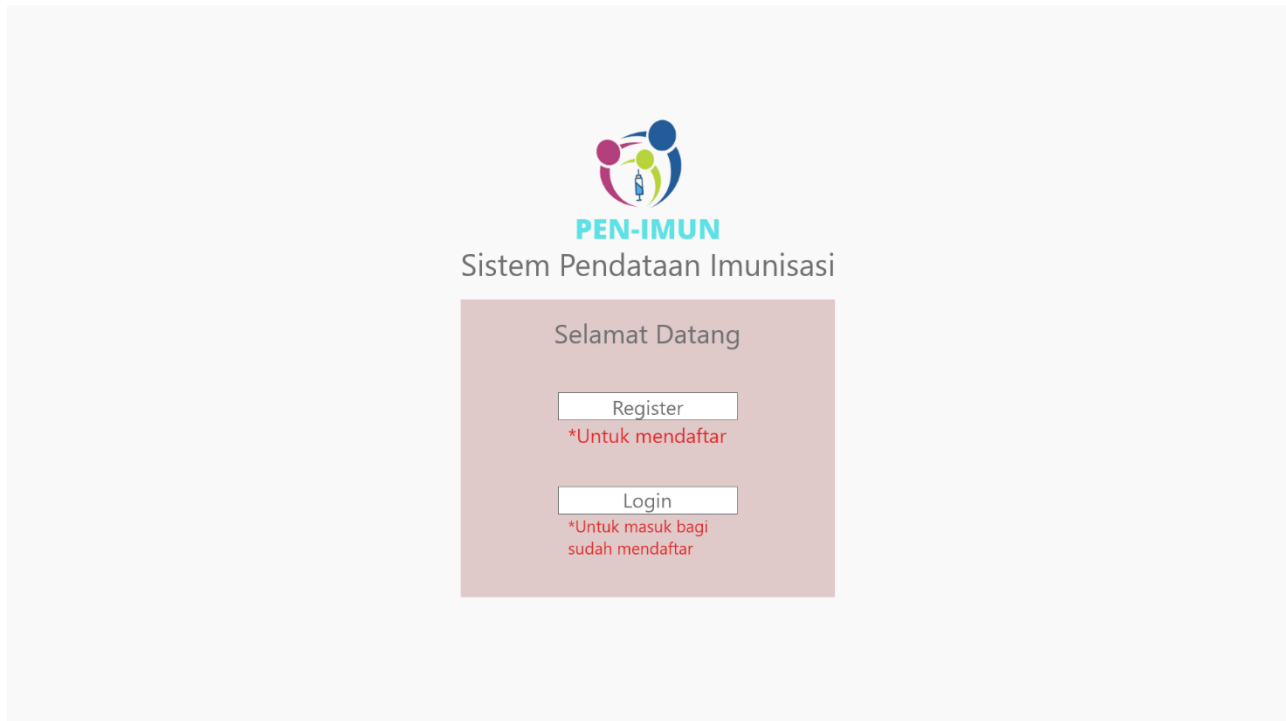 PEN-IMUN
Sistem Pendataan Imunisasi
Selamat Datang
Register
*Untuk mendaftar
Login
*Untuk masuk bagi
sudah mendaftar